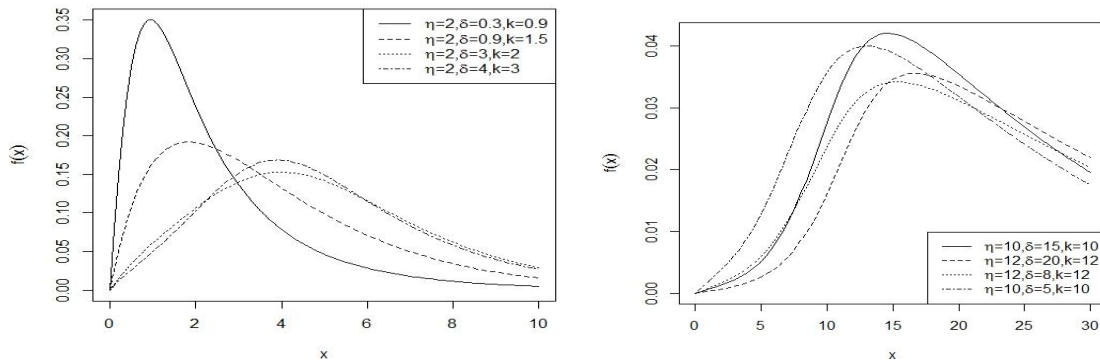 0.35
0.30
0.25
0.20
0.15
0.10
0.05
0.00
f(x)
η=2,δ=0.3,k=0.9
η=2,δ=0.9,k=1.5
η=2,δ=3,k=2
η=2,δ=4,k=3
0 2 4 6 8 10
x
0.04
0.03
0.02
0.01
0.00
f(x)
η=10,δ=15,k=10
η=12,δ=20,k=12
η=12,δ=8,k=12
η=10,δ=5,k=10
0 5 10 15 20 25 30
x